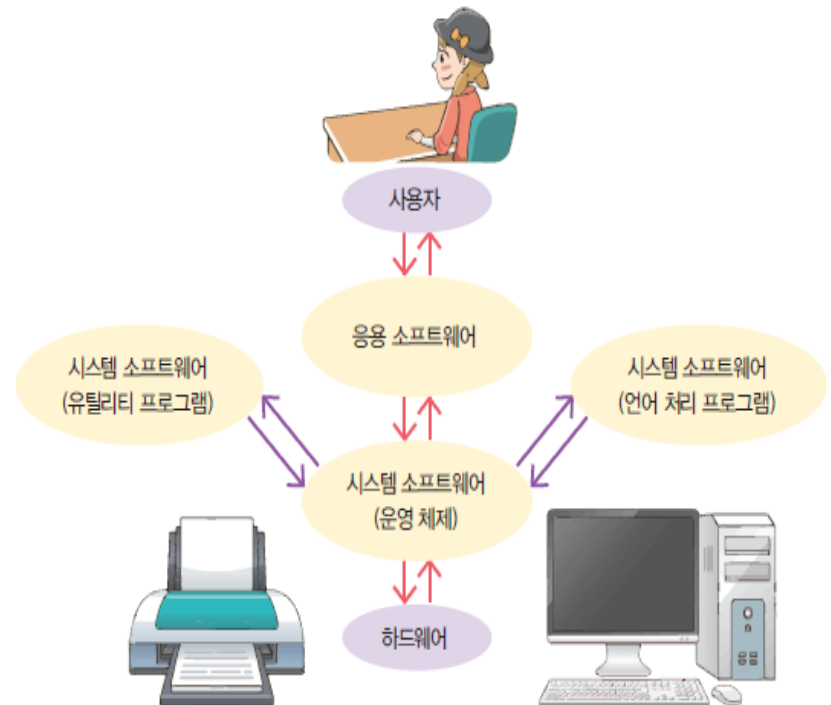 사용자
응용 소프트웨어
시스템 소프트웨어
(유틸리티 프로그램)
시스템 소프트웨어
(언어 처리 프로그램)
시스템 소프트웨어
(운영 체제)
하드웨어